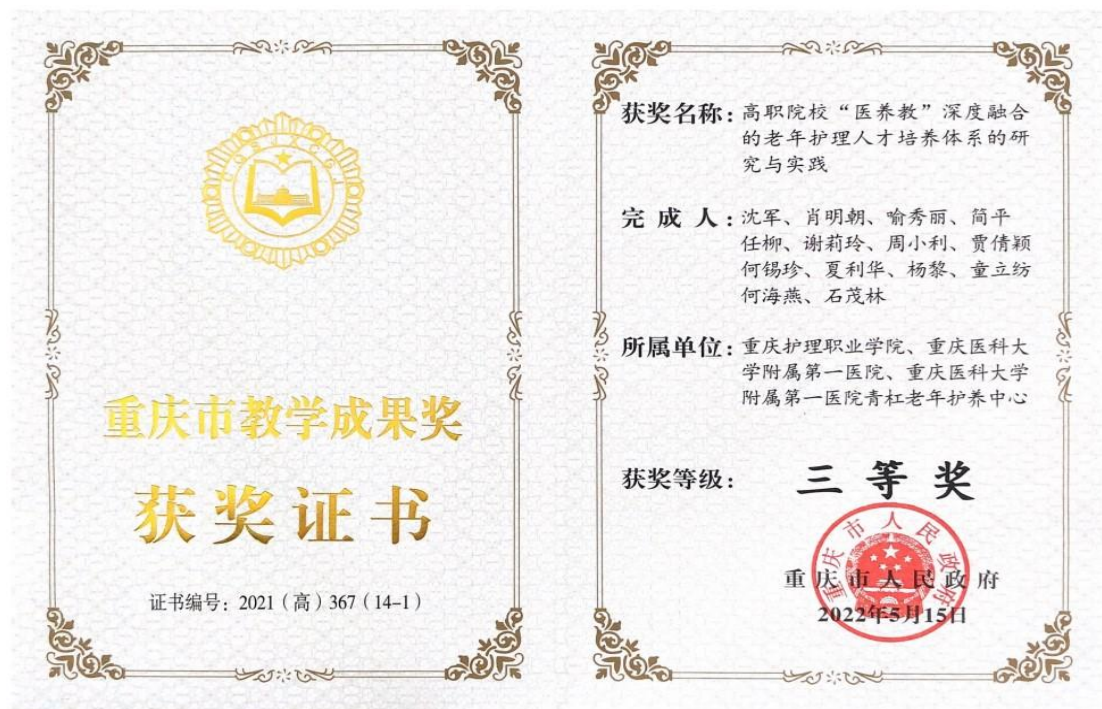 重庆市教学成果奖
获奖证书
证书编号：2021（高）367（14-1）
获奖名称：高职院校“医养教”深度融合
的老年护理人才培养体系的研
究与实践
完成人：沈军、肖明朝、喻秀丽、简平
任柳、谢莉玲、周小利、贾倩颖
何锡珍、夏利华、杨黎、童立纺
何海燕、石茂林
所属单位：重庆护理职业学院、重庆医科大
学附属第一医院、重庆医科大学
附属第一医院青杠老年护养中心
获奖等级：三等奖
重庆市人民政府
重庆市人民政府
2022年5月15日